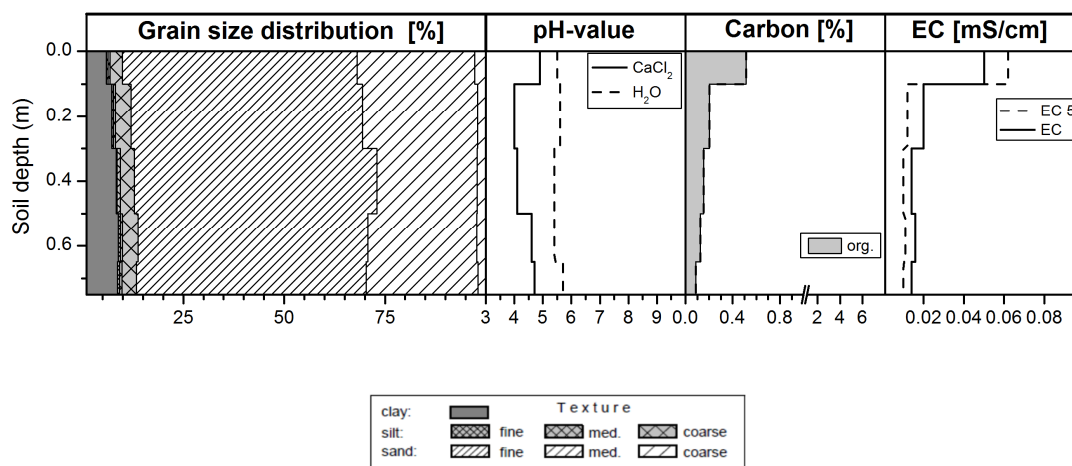 Grain size distribution [%] pH-value Carbon [%] EC [mS/cm]
0.0
CaCl₂
H₂O
0.2
EC 5
EC
Soil depth (m)
0.4
0.6
org.
25 50 75 3 4 5 6 7 8 9 0.0 0.4 2 4 6 0.02 0.04 0.06 0.08
Texture
clay:
silt: fine med. coarse
sand: fine med. coarse